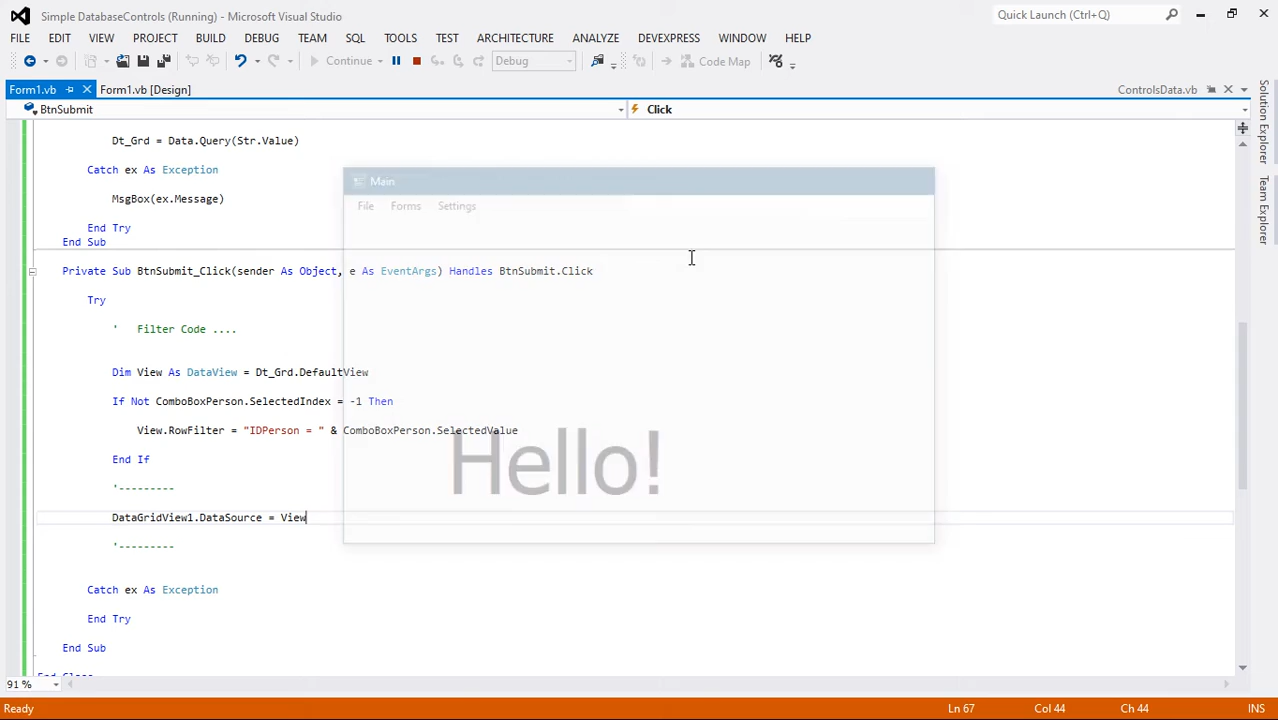 Simple DatabaseControls (Running) - Microsoft Visual Studio
Quick Launch (Ctrl+Q)
FILE EDIT VIEW PROJECT BUILD DEBUG TEAM SQL TOOLS TEST ARCHITECTURE ANALYZE DEVEXPRESS WINDOW HELP
Continue Debug Code Map
Form1.vb Form1.vb [Design] ControlsData.vb
BtnSubmit Click
Dt_Grd = Data.Query(Str.Value)
Catch ex As Exception
MsgBox(ex.Message)
End Try
End Sub
Private Sub BtnSubmit_Click(sender As Object, e As EventArgs) Handles BtnSubmit.Click
Try
' Filter Code ....
Dim View As DataView = Dt_Grd.DefaultView
If Not ComboBoxPerson.SelectedIndex = -1 Then
View.RowFilter = "IDPerson = " & ComboBoxPerson.SelectedValue
End If
'---------
DataGridView1.DataSource = View
'---------
Catch ex As Exception
End Try
End Sub
End Class
Main
File Forms Settings
Hello!
Solution Explorer
Team Explorer
91 %
Ready Ln 67 Col 44 Ch 44 INS